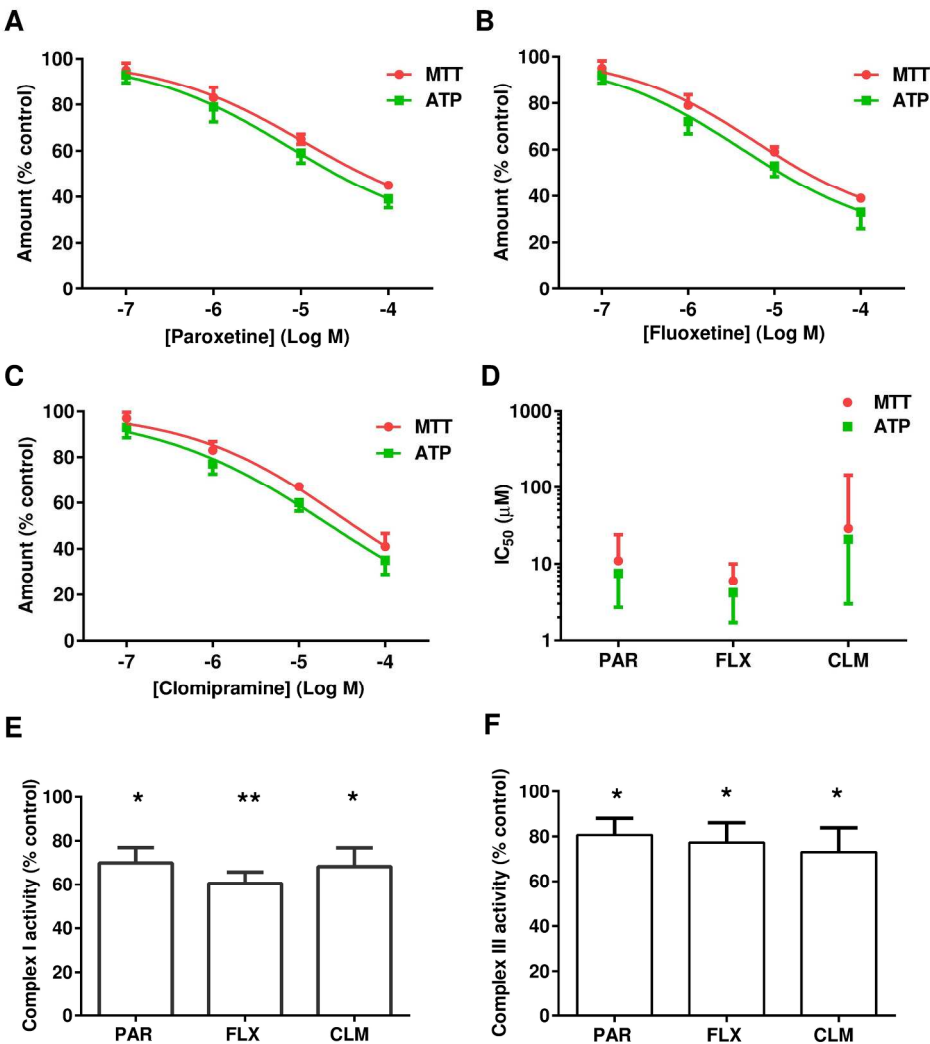 A
Amount (% control)
100
80
60
40
20
0
-7 -6 -5 -4
[Paroxetine] (Log M)
MTT
ATP
B
Amount (% control)
100
80
60
40
20
0
-7 -6 -5 -4
[Fluoxetine] (Log M)
MTT
ATP
C
Amount (% control)
100
80
60
40
20
0
-7 -6 -5 -4
[Clomipramine] (Log M)
MTT
ATP
D
IC50 (μM)
1000
100
10
1
PAR FLX CLM
MTT
ATP
E
Complex I activity (% control)
100
80
60
40
20
0
* ** *
PAR FLX CLM
F
Complex III activity (% control)
100
80
60
40
20
0
* * *
PAR FLX CLM